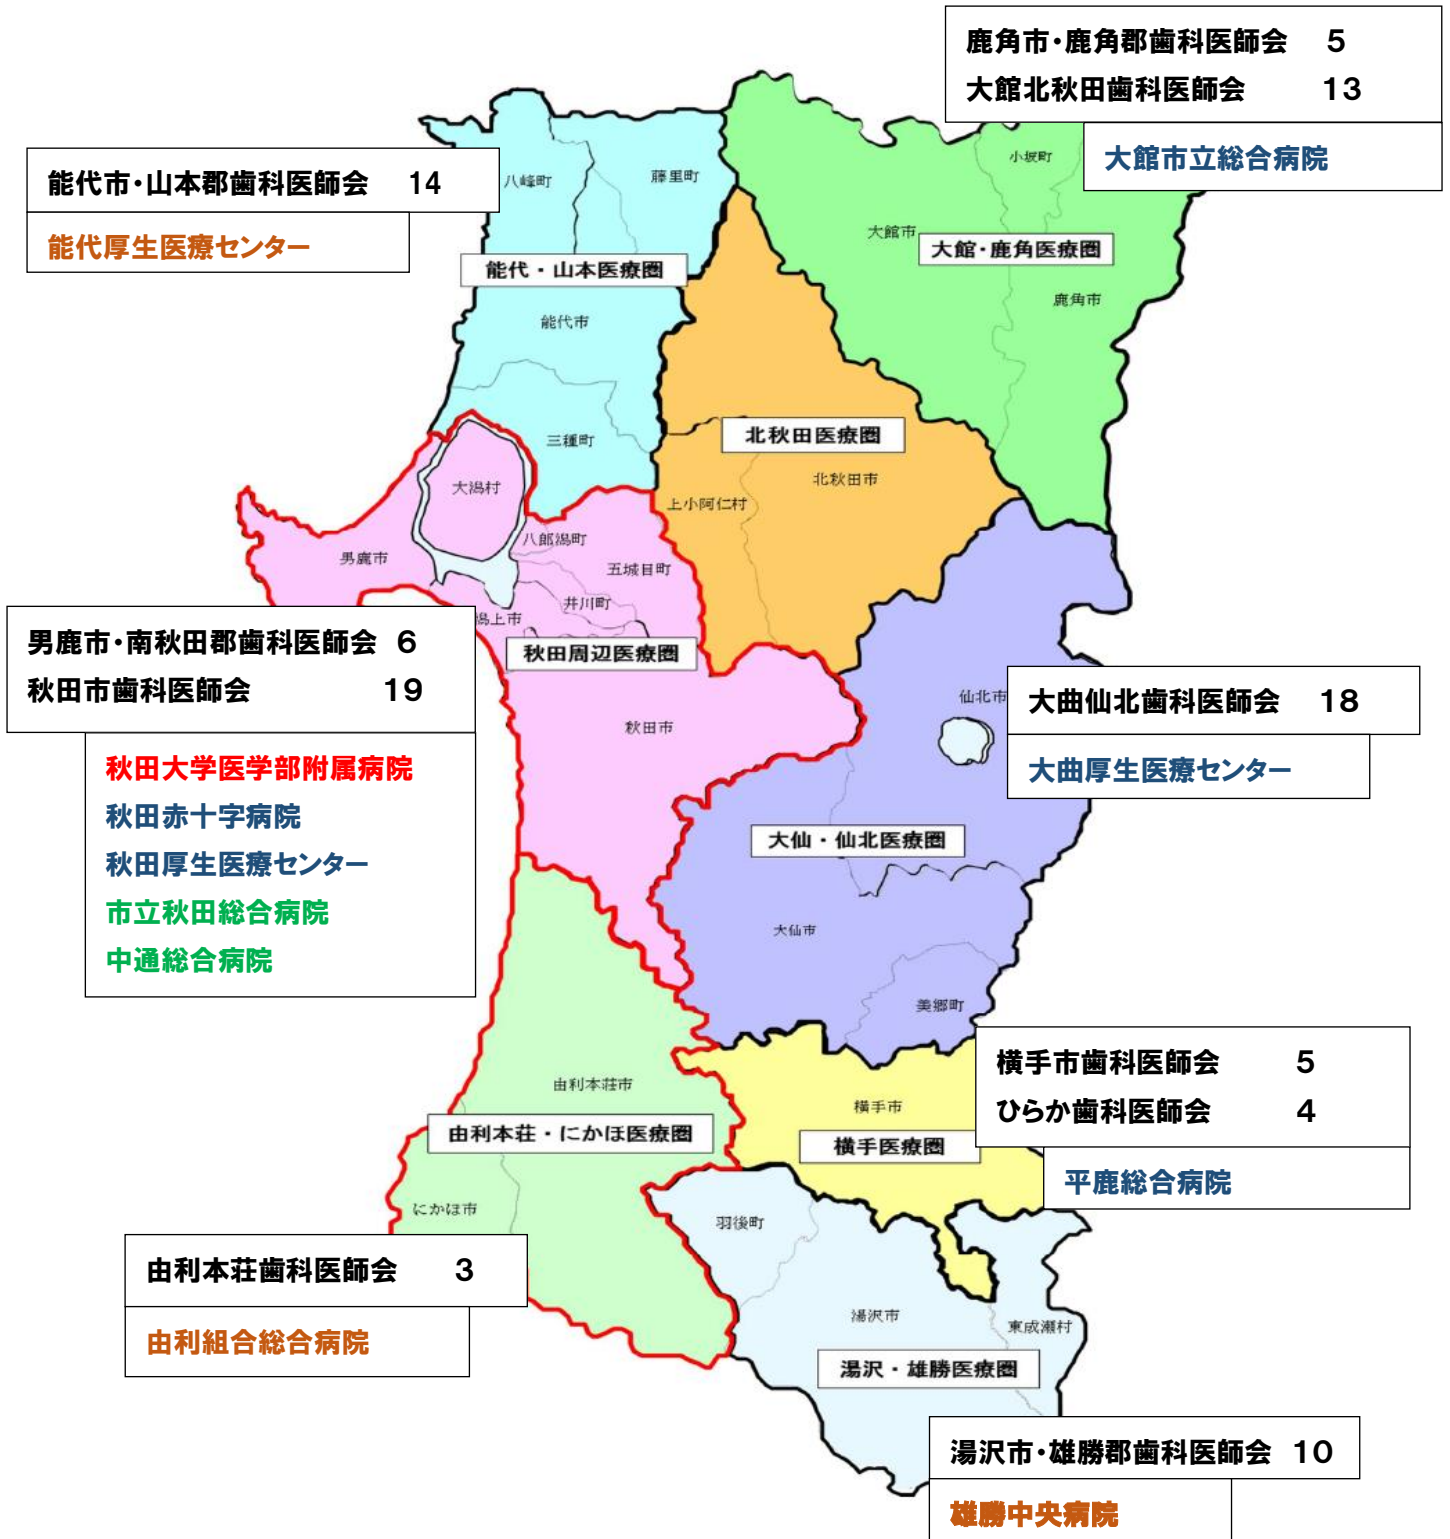 鹿角市・鹿角郡歯科医師会 5
大館北秋田歯科医師会 13
大館市立総合病院
能代市・山本郡歯科医師会 14
能代厚生医療センター
八峰町
藤里町
小坂町
大館市
大館・鹿角医療圏
能代・山本医療圏
鹿角市
能代市
三種町
北秋田医療圏
北秋田市
上小阿仁村
大潟村
八郎潟町
男鹿市
五城目町
井川町
潟上市
秋田周辺医療圏
男鹿市・南秋田郡歯科医師会 6
秋田市歯科医師会 19
秋田大学医学部附属病院
秋田赤十字病院
秋田厚生医療センター
市立秋田総合病院
中通総合病院
秋田市
仙北市
大曲仙北歯科医師会 18
大曲厚生医療センター
大仙・仙北医療圏
大仙市
美郷町
横手市歯科医師会 5
ひらか歯科医師会 4
平鹿総合病院
由利本荘市
横手市
由利本荘・にかほ医療圏
横手医療圏
にかほ市
羽後町
由利本荘歯科医師会 3
由利組合総合病院
湯沢市
東成瀬村
湯沢・雄勝医療圏
湯沢市・雄勝郡歯科医師会 10
雄勝中央病院